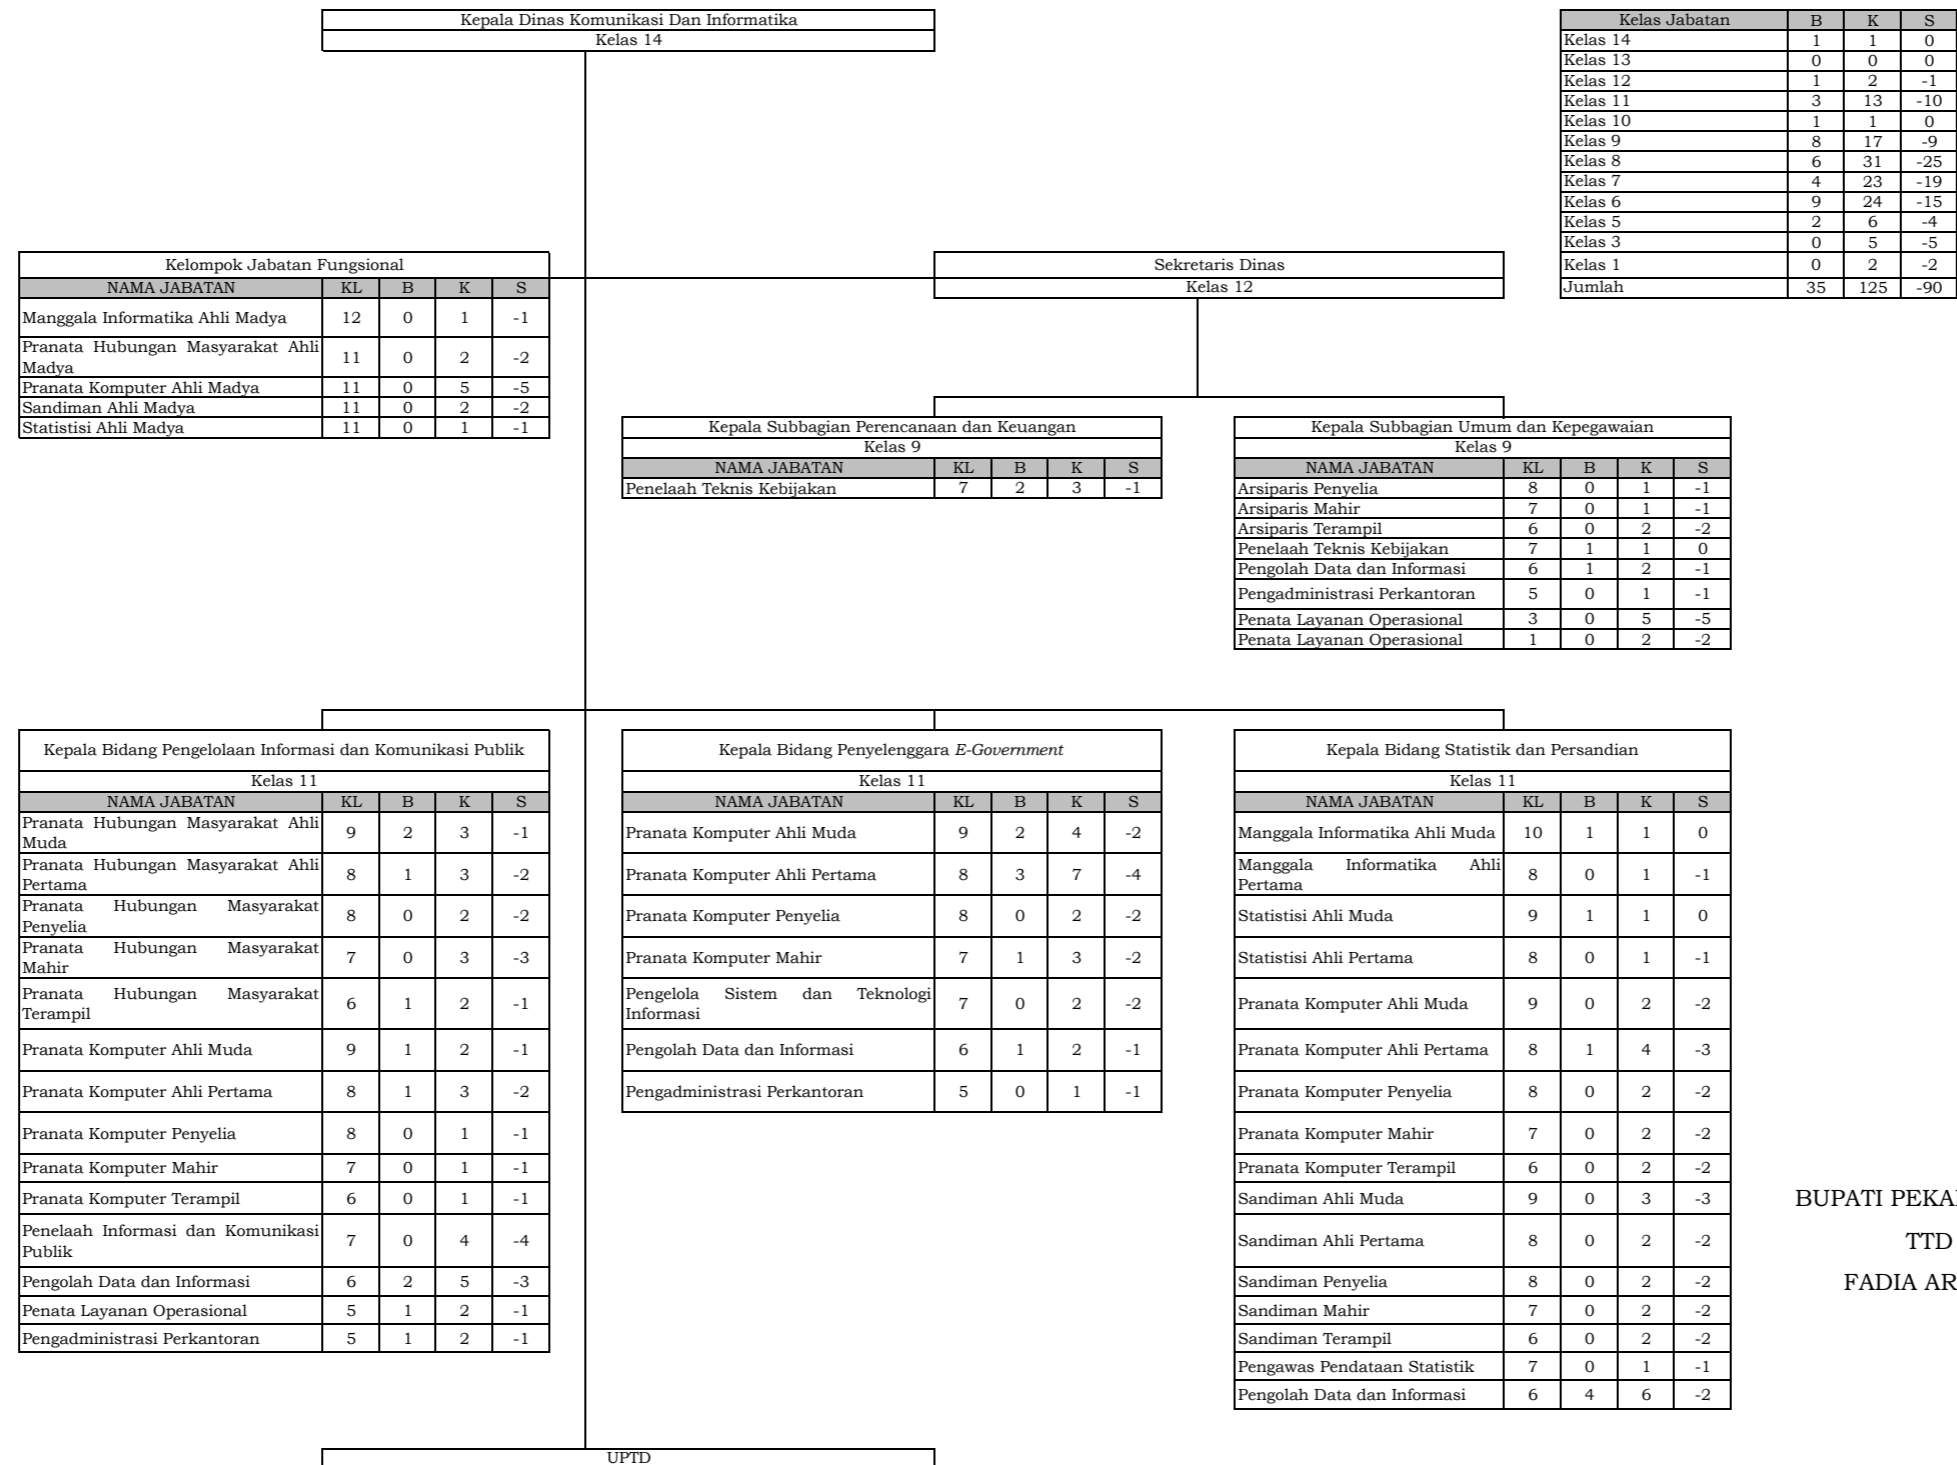 Kepala Dinas Komunikasi Dan Informatika
Kelas 14
Kelas Jabatan B K S
Kelas 14 1 1 0
Kelas 13 0 0 0
Kelas 12 1 2 -1
Kelas 11 3 13 -10
Kelas 10 1 1 0
Kelas 9 8 17 -9
Kelas 8 6 31 -25
Kelas 7 4 23 -19
Kelas 6 9 24 -15
Kelas 5 2 6 -4
Kelas 3 0 5 -5
Kelas 1 0 2 -2
Jumlah 35 125 -90
Kelompok Jabatan Fungsional
NAMA JABATAN KL B K S
Manggala Informatika Ahli Madya 12 0 1 -1
Pranata Hubungan Masyarakat Ahli
Madya 11 0 2 -2
Pranata Komputer Ahli Madya 11 0 5 -5
Sandiman Ahli Madya 11 0 2 -2
Statistisi Ahli Madya 11 0 1 -1
Sekretaris Dinas
Kelas 12
Kepala Subbagian Perencanaan dan Keuangan
Kelas 9
NAMA JABATAN KL B K S
Penelaah Teknis Kebijakan 7 2 3 -1
Kepala Subbagian Umum dan Kepegawaian
Kelas 9
NAMA JABATAN KL B K S
Arsiparis Penyelia 8 0 1 -1
Arsiparis Mahir 7 0 1 -1
Arsiparis Terampil 6 0 2 -2
Penelaah Teknis Kebijakan 7 1 1 0
Pengolah Data dan Informasi 6 1 2 -1
Pengadministrasi Perkantoran 5 0 1 -1
Penata Layanan Operasional 3 0 5 -5
Penata Layanan Operasional 1 0 2 -2
Kepala Bidang Pengelolaan Informasi dan Komunikasi Publik
Kelas 11
NAMA JABATAN KL B K S
Pranata Hubungan Masyarakat Ahli
Muda 9 2 3 -1
Pranata Hubungan Masyarakat Ahli
Pertama 8 1 3 -2
Pranata Hubungan Masyarakat
Penyelia 8 0 2 -2
Pranata Hubungan Masyarakat
Mahir 7 0 3 -3
Pranata Hubungan Masyarakat
Terampil 6 1 2 -1
Pranata Komputer Ahli Muda 9 1 2 -1
Pranata Komputer Ahli Pertama 8 1 3 -2
Pranata Komputer Penyelia 8 0 1 -1
Pranata Komputer Mahir 7 0 1 -1
Pranata Komputer Terampil 6 0 1 -1
Penelaah Informasi dan Komunikasi
Publik 7 0 4 -4
Pengolah Data dan Informasi 6 2 5 -3
Penata Layanan Operasional 5 1 2 -1
Pengadministrasi Perkantoran 5 1 2 -1
Kepala Bidang Penyelenggara E-Government
Kelas 11
NAMA JABATAN KL B K S
Pranata Komputer Ahli Muda 9 2 4 -2
Pranata Komputer Ahli Pertama 8 3 7 -4
Pranata Komputer Penyelia 8 0 2 -2
Pranata Komputer Mahir 7 1 3 -2
Pengelola Sistem dan Teknologi
Informasi 7 0 2 -2
Pengolah Data dan Informasi 6 1 2 -1
Pengadministrasi Perkantoran 5 0 1 -1
Kepala Bidang Statistik dan Persandian
Kelas 11
NAMA JABATAN KL B K S
Manggala Informatika Ahli Muda 10 1 1 0
Manggala Informatika Ahli
Pertama 8 0 1 -1
Statistisi Ahli Muda 9 1 1 0
Statistisi Ahli Pertama 8 0 1 -1
Pranata Komputer Ahli Muda 9 0 2 -2
Pranata Komputer Ahli Pertama 8 1 4 -3
Pranata Komputer Penyelia 8 0 2 -2
Pranata Komputer Mahir 7 0 2 -2
Pranata Komputer Terampil 6 0 2 -2
Sandiman Ahli Muda 9 0 3 -3
Sandiman Ahli Pertama 8 0 2 -2
Sandiman Penyelia 8 0 2 -2
Sandiman Mahir 7 0 2 -2
Sandiman Terampil 6 0 2 -2
Pengawas Pendataan Statistik 7 0 1 -1
Pengolah Data dan Informasi 6 4 6 -2
BUPATI
TTD
FADIA
UPTD